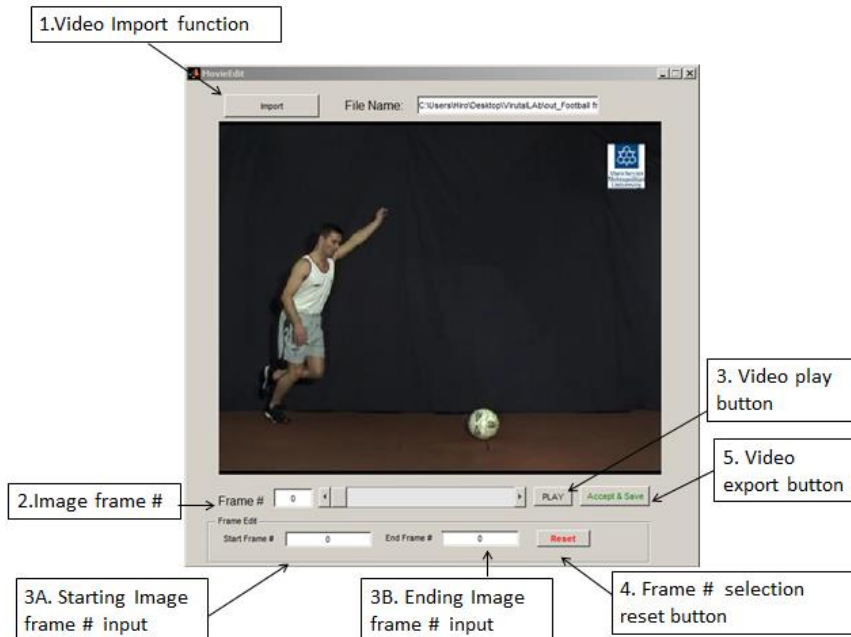 1.Video Import function
MovieEdit
Import
File Name:
C:\Users\Hiro\Desktop\VirutalLAb\out_Football fr
3. Video play
button
5. Video
export button
2.Image frame #
Frame #
0
PLAY
Accept & Save
Frame Edit
Start Frame #
0
End Frame #
0
Reset
3A. Starting Image
frame # input
3B. Ending Image
frame # input
4. Frame # selection
reset button